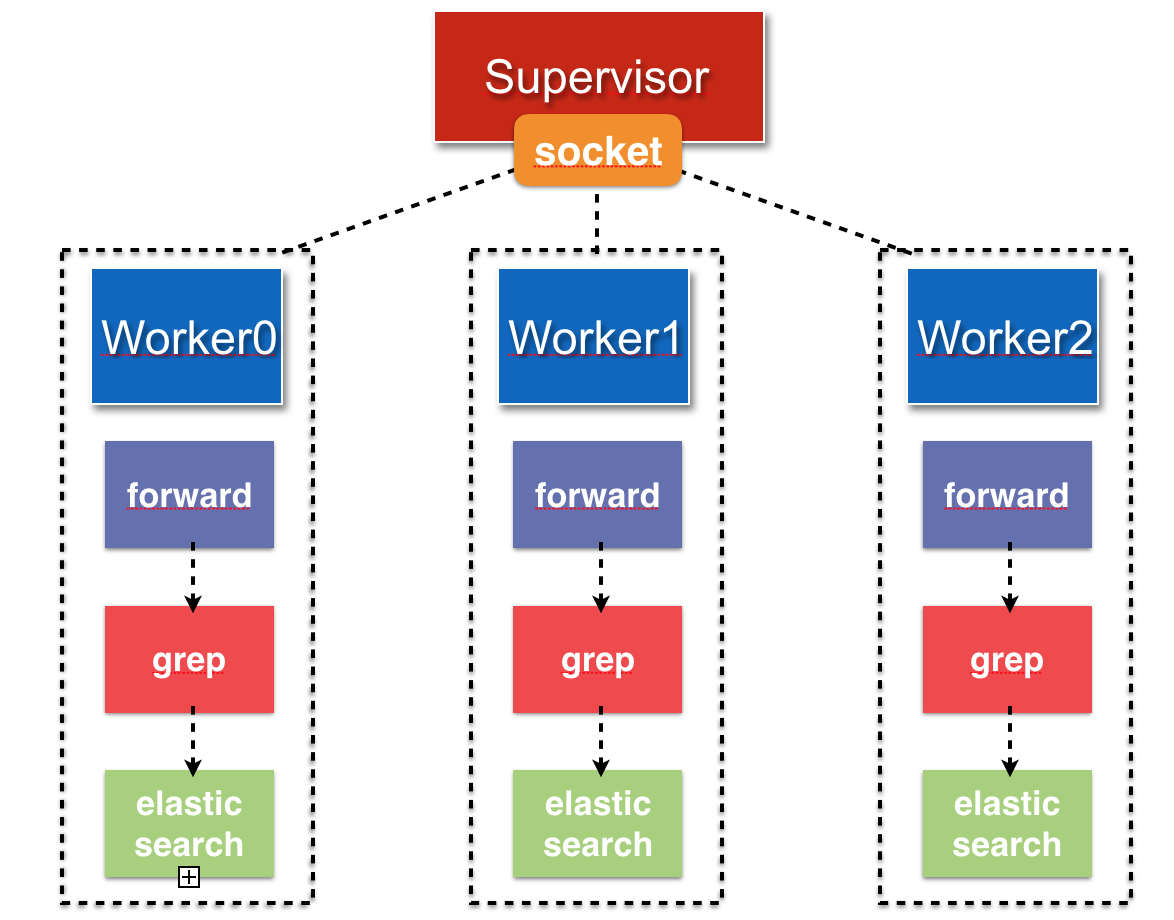 Supervisor
socket
Worker0
Worker1
Worker2
forward
forward
forward
grep
grep
grep
elastic
search
elastic
search
elastic
search